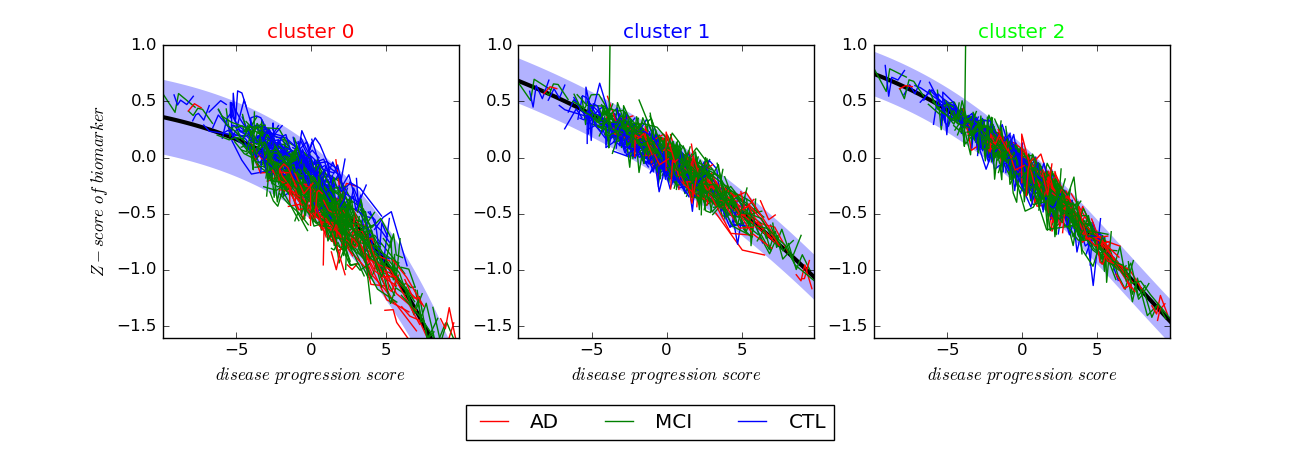 cluster 0
cluster 1
cluster 2
Z − score of biomarker
1.0
0.5
0.0
−0.5
−1.0
−1.5
1.0
0.5
0.0
−0.5
−1.0
−1.5
1.0
0.5
0.0
−0.5
−1.0
−1.5
−5 0 5
−5 0 5
−5 0 5
disease progression score
disease progression score
disease progression score
AD MCI CTL